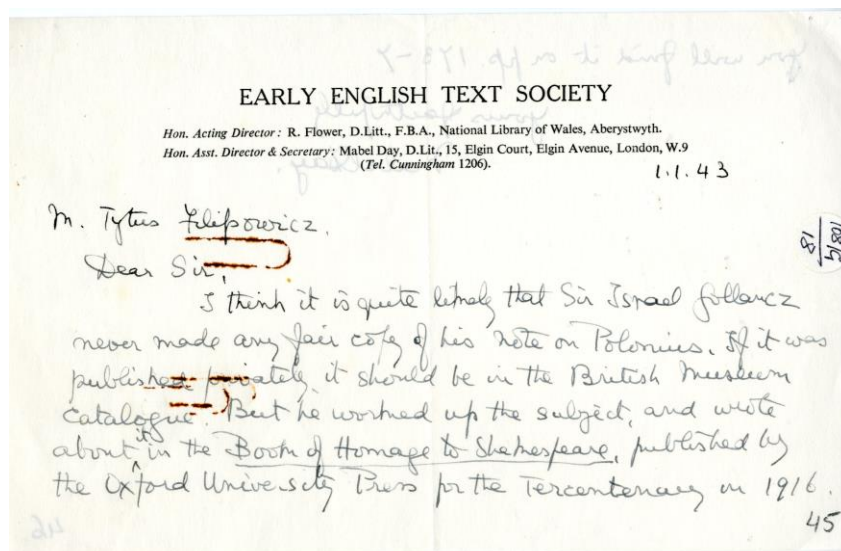 EARLY ENGLISH TEXT SOCIETY
Hon. Acting Director: R. Flower, D.Litt., F.B.A., National Library of Wales, Aberystwyth.
Hon. Asst. Director & Secretary: Mabel Day, D.Lit., 15, Elgin Court, Elgin Avenue, London, W.9
(Tel. Cunningham 1206).
1.1.43
M. Tytus Filipowicz.
Dear Sir,
I think it is quite likely that Sir Israel Gollancz
never made any fair copy of his note on Polonius. If it was
published privately it should be in the British Museum
catalogue. But he worked up the subject, and wrote
about it in the Book of Homage to Shakespeare, published by
the Oxford University Press for the Tercentenary in 1916.
45